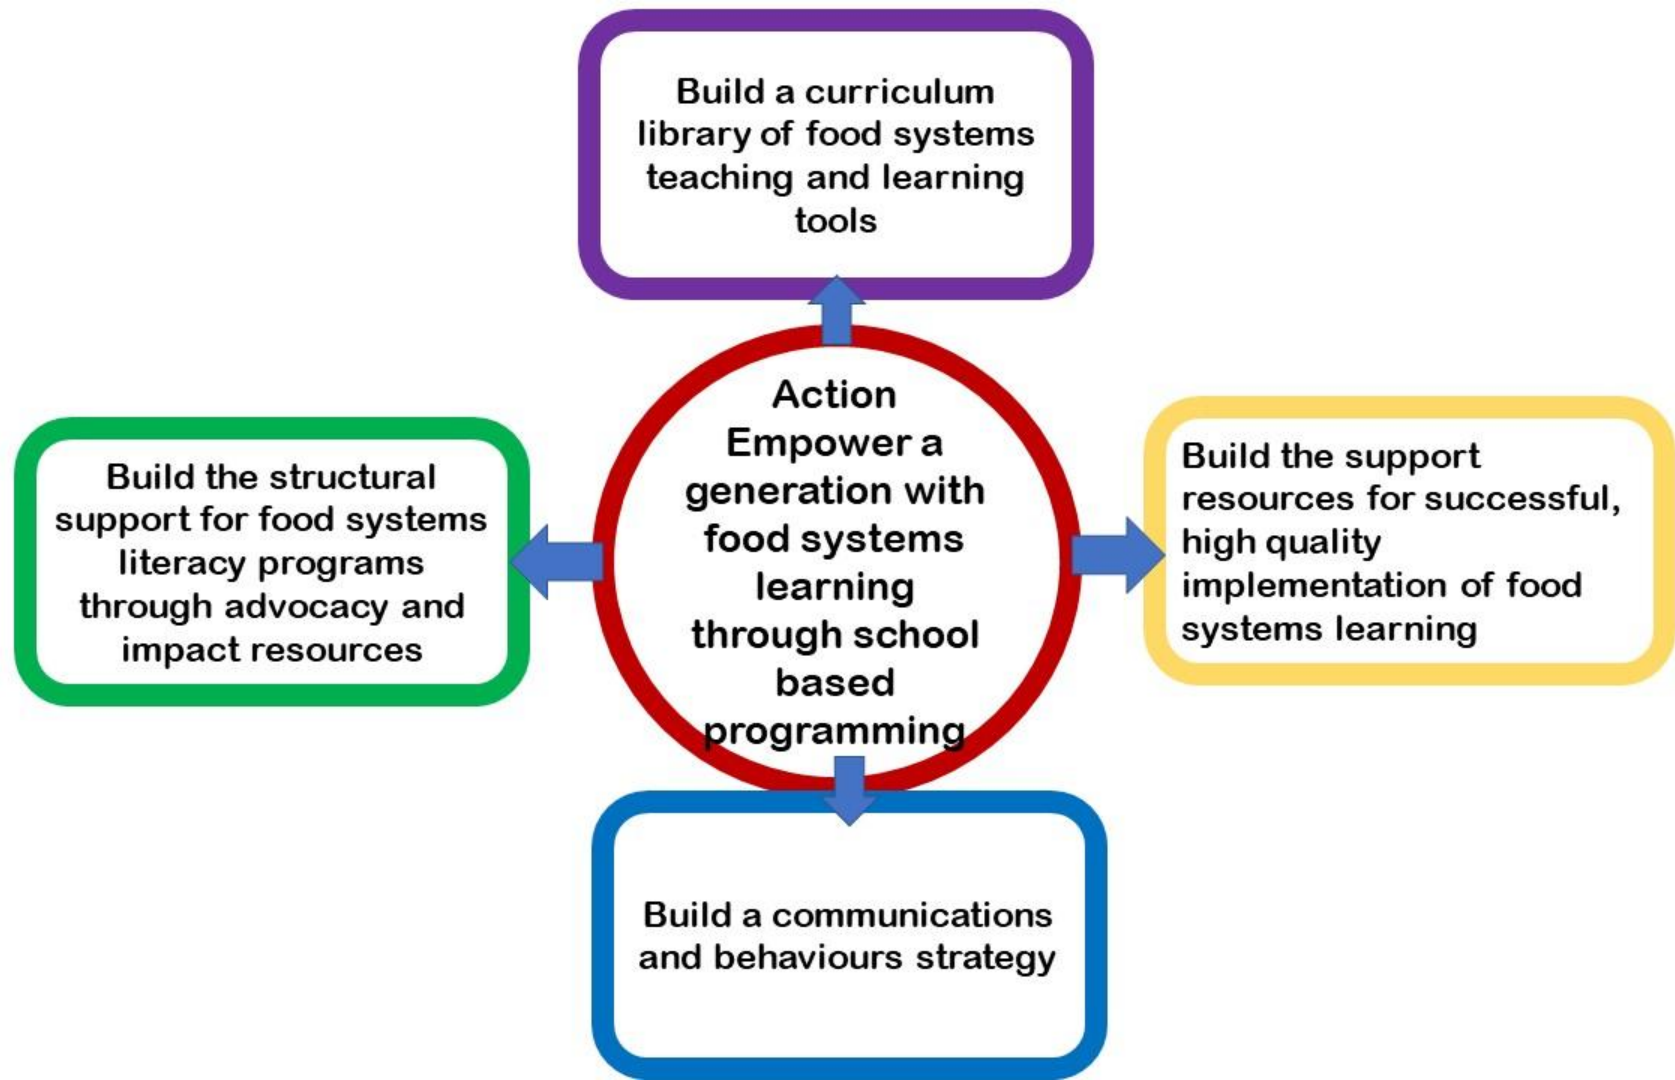 Build a curriculum
library of food systems
teaching and learning
tools
Action
Empower a
generation with
food systems
learning
through school
based
programming
Build the structural
support for food systems
literacy programs
through advocacy and
impact resources
Build the support
resources for successful,
high quality
implementation of food
systems learning
Build a communications
and behaviours strategy